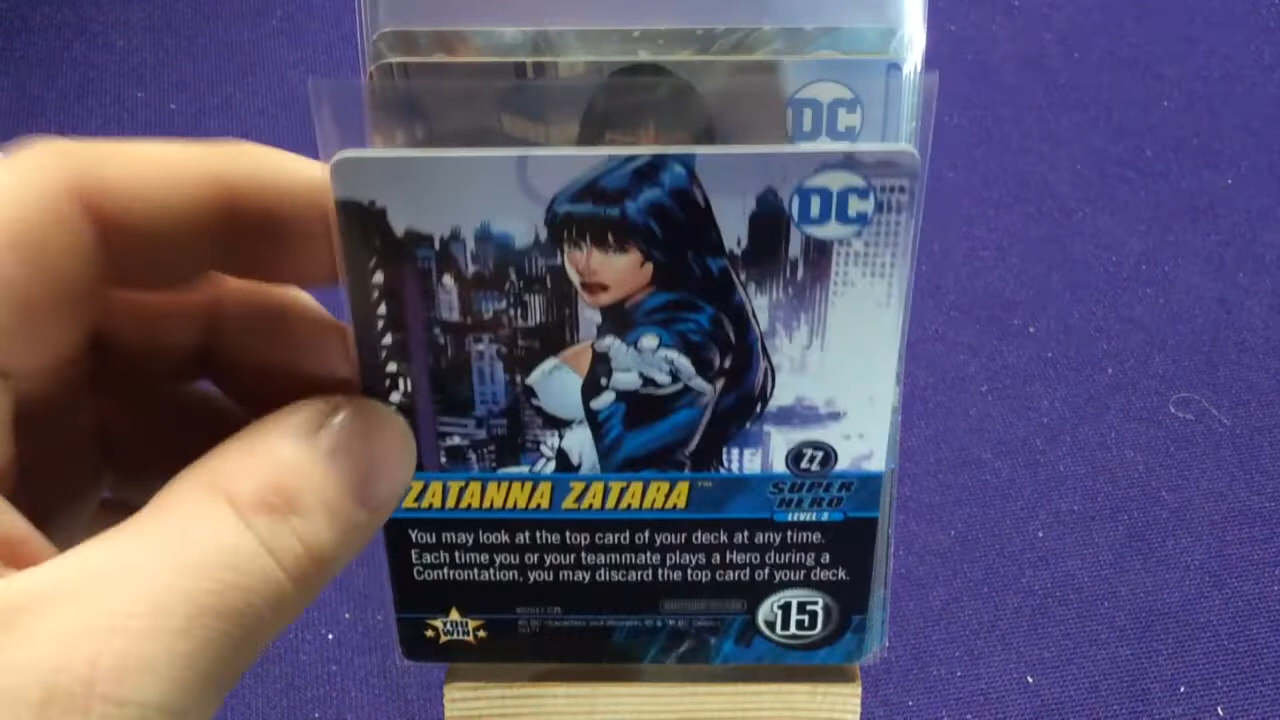 DC
DC
ZZ
ZATANNA ZATARA ™
SUPER
HERO
LEVEL 3
You may look at the top card of your deck at any time.
Each time you or your teammate plays a Hero during a
Confrontation, you may discard the top card of your deck.
YOU
WIN
15